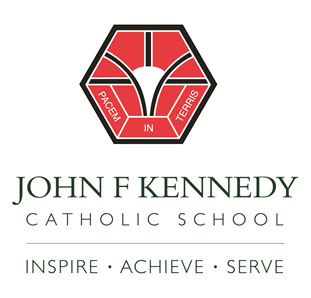 PACEM IN TERRIS
JOHN F KENNEDY
CATHOLIC SCHOOL
INSPIRE · ACHIEVE · SERVE